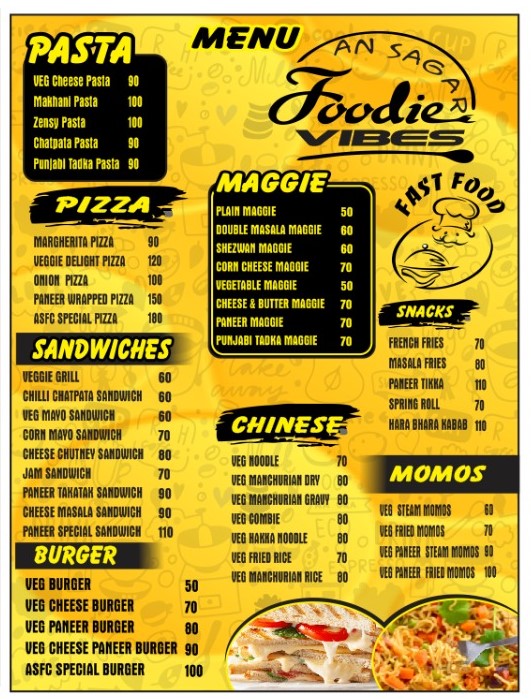 MENU
AN SAGAR
Foodie
VIBES
FAST FOOD
PASTA
VEG Cheese Pasta 90
Makhani Pasta 100
Zensy Pasta 100
Chatpata Pasta 90
Punjabi Tadka Pasta 90
PIZZA
MARGHERITA PIZZA 90
VEGGIE DELIGHT PIZZA 120
ONION PIZZA 100
PANEER WRAPPED PIZZA 150
ASFC SPECIAL PIZZA 180
SANDWICHES
VEGGIE GRILL 60
CHILLI CHATPATA SANDWICH 60
VEG MAYO SANDWICH 60
CORN MAYO SANDWICH 70
CHEESE CHUTNEY SANDWICH 80
JAM SANDWICH 70
PANEER TAKATAK SANDWICH 90
CHEESE MASALA SANDWICH 90
PANEER SPECIAL SANDWICH 110
BURGER
VEG BURGER 50
VEG CHEESE BURGER 70
VEG PANEER BURGER 80
VEG CHEESE PANEER BURGER 90
ASFC SPECIAL BURGER 100
MAGGIE
PLAIN MAGGIE 50
DOUBLE MASALA MAGGIE 60
SHEZWAN MAGGIE 60
CORN CHEESE MAGGIE 70
VEGETABLE MAGGIE 50
CHEESE & BUTTER MAGGIE 70
PANEER MAGGIE 70
PUNJABI TADKA MAGGIE 70
CHINESE
VEG NOODLE 70
VEG MANCHURIAN DRY 80
VEG MANCHURIAN GRAVY 80
VEG COMBIE 80
VEG HAKKA NOODLE 80
VEG FRIED RICE 70
VEG MANCHURIAN RICE 80
SNACKS
FRENCH FRIES 70
MASALA FRIES 80
PANEER TIKKA 110
SPRING ROLL 70
HARA BHARA KABAB 110
MOMOS
VEG STEAM MOMOS 60
VEG FRIED MOMOS 70
VEG PANEER STEAM MOMOS 90
VEG PANEER FRIED MOMOS 100